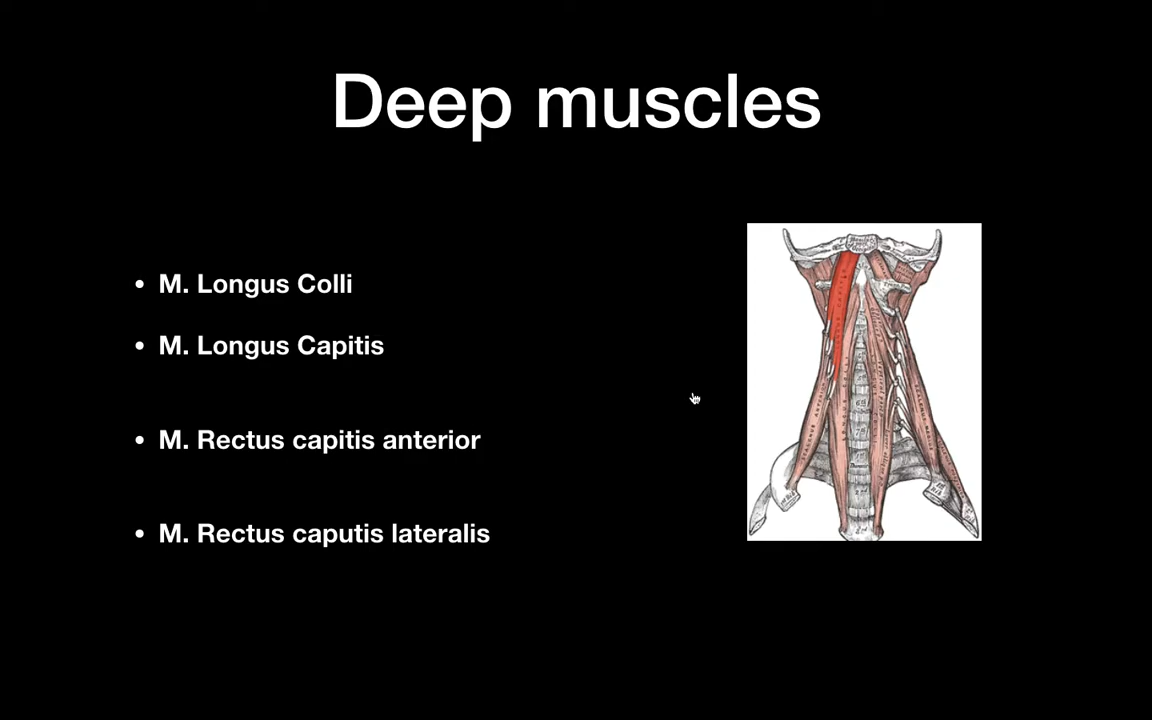 Deep muscles
• M. Longus Colli
• M. Longus Capitis
• M. Rectus capitis anterior
• M. Rectus caputis lateralis